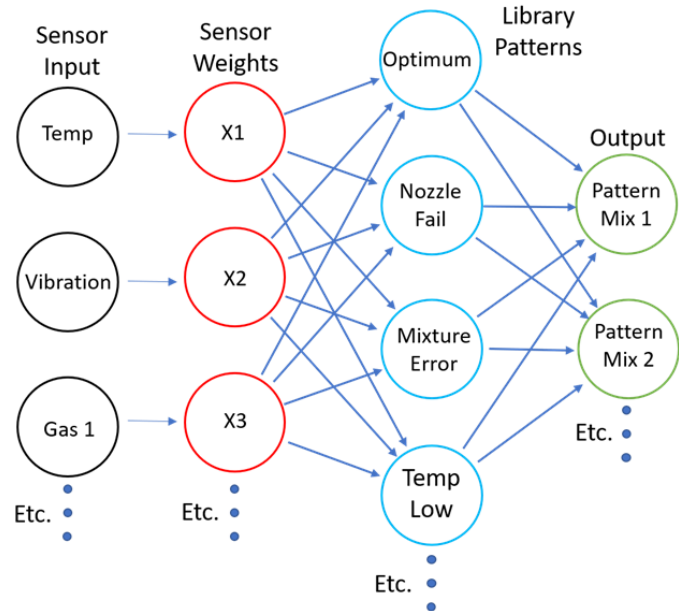 Sensor
Input
Sensor
Weights
Library
Patterns
Output
Temp
Vibration
Gas 1
Etc.
X1
X2
X3
Etc.
Optimum
Nozzle
Fail
Mixture
Error
Temp
Low
Etc.
Pattern
Mix 1
Pattern
Mix 2
Etc.